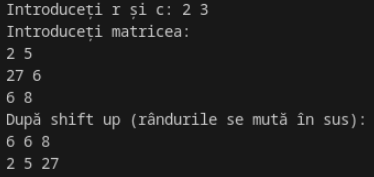 Introduceți r și c: 2 3
Introduceți matricea:
2 5
27 6
6 8
După shift up (rândurile se mută în sus):
6 6 8
2 5 27